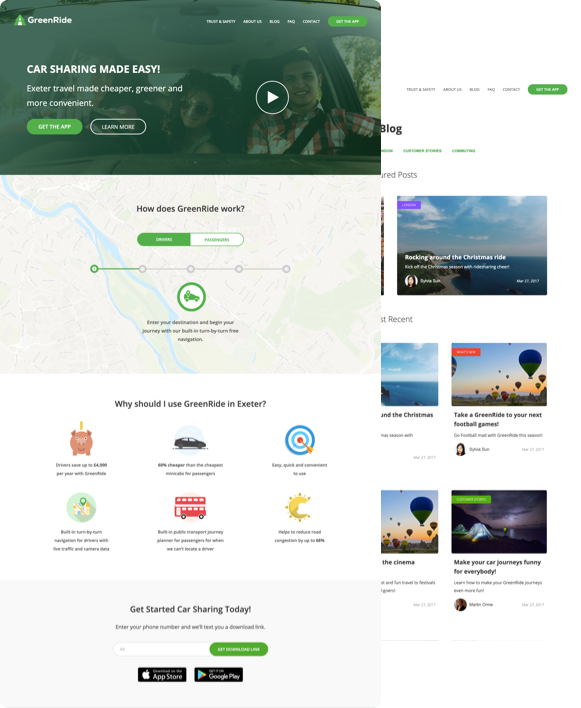 GreenRide
TRUST & SAFETY ABOUT US BLOG FAQ CONTACT GET THE APP
CAR SHARING MADE EASY!
Exeter travel made cheaper, greener and
more convenient.
GET THE APP LEARN MORE
How does GreenRide work?
DRIVERS PASSENGERS
Enter your destination and begin your
journey with our built-in turn-by-turn free
navigation.
Why should I use GreenRide in Exeter?
Drivers save up to £4,000
per year with GreenRide
60% cheaper than the cheapest
minicabs for passengers
Easy, quick and convenient
to use
Built-in turn-by-turn
navigation for drivers with
live traffic and camera data
Built-in public transport journey
planner for passengers for when
we can't locate a driver
Helps to reduce road
congestion by up to 68%
Get Started Car Sharing Today!
Enter your phone number and we'll text you a download link.
GET DOWNLOAD LINK
Download on the
App Store
GET IT ON
Google Play
TRUST & SAFETY ABOUT US BLOG FAQ CONTACT GET THE APP
Blog
NDON CUSTOMER STORIES COMMUTING
ured Posts
LONDON
Rocking around the Christmas ride
Kick off the Christmas season with ridesharing cheer!
Sylvia Sun Mar 27, 2017
st Recent
und the Christmas
mas season with
Mar 27, 2017
WHAT'S NEW
Take a GreenRide to your next
football games!
Go Football mad with GreenRide this season!
Sylvia Sun Mar 27, 2017
the cinema
st and fun travel to festivals
goers!
Mar 27, 2017
CUSTOMER STORIES
Make your car journeys funny
for everybody!
Learn how to make your GreenRide journeys
even more fun!
Martin Orme Mar 27, 2017